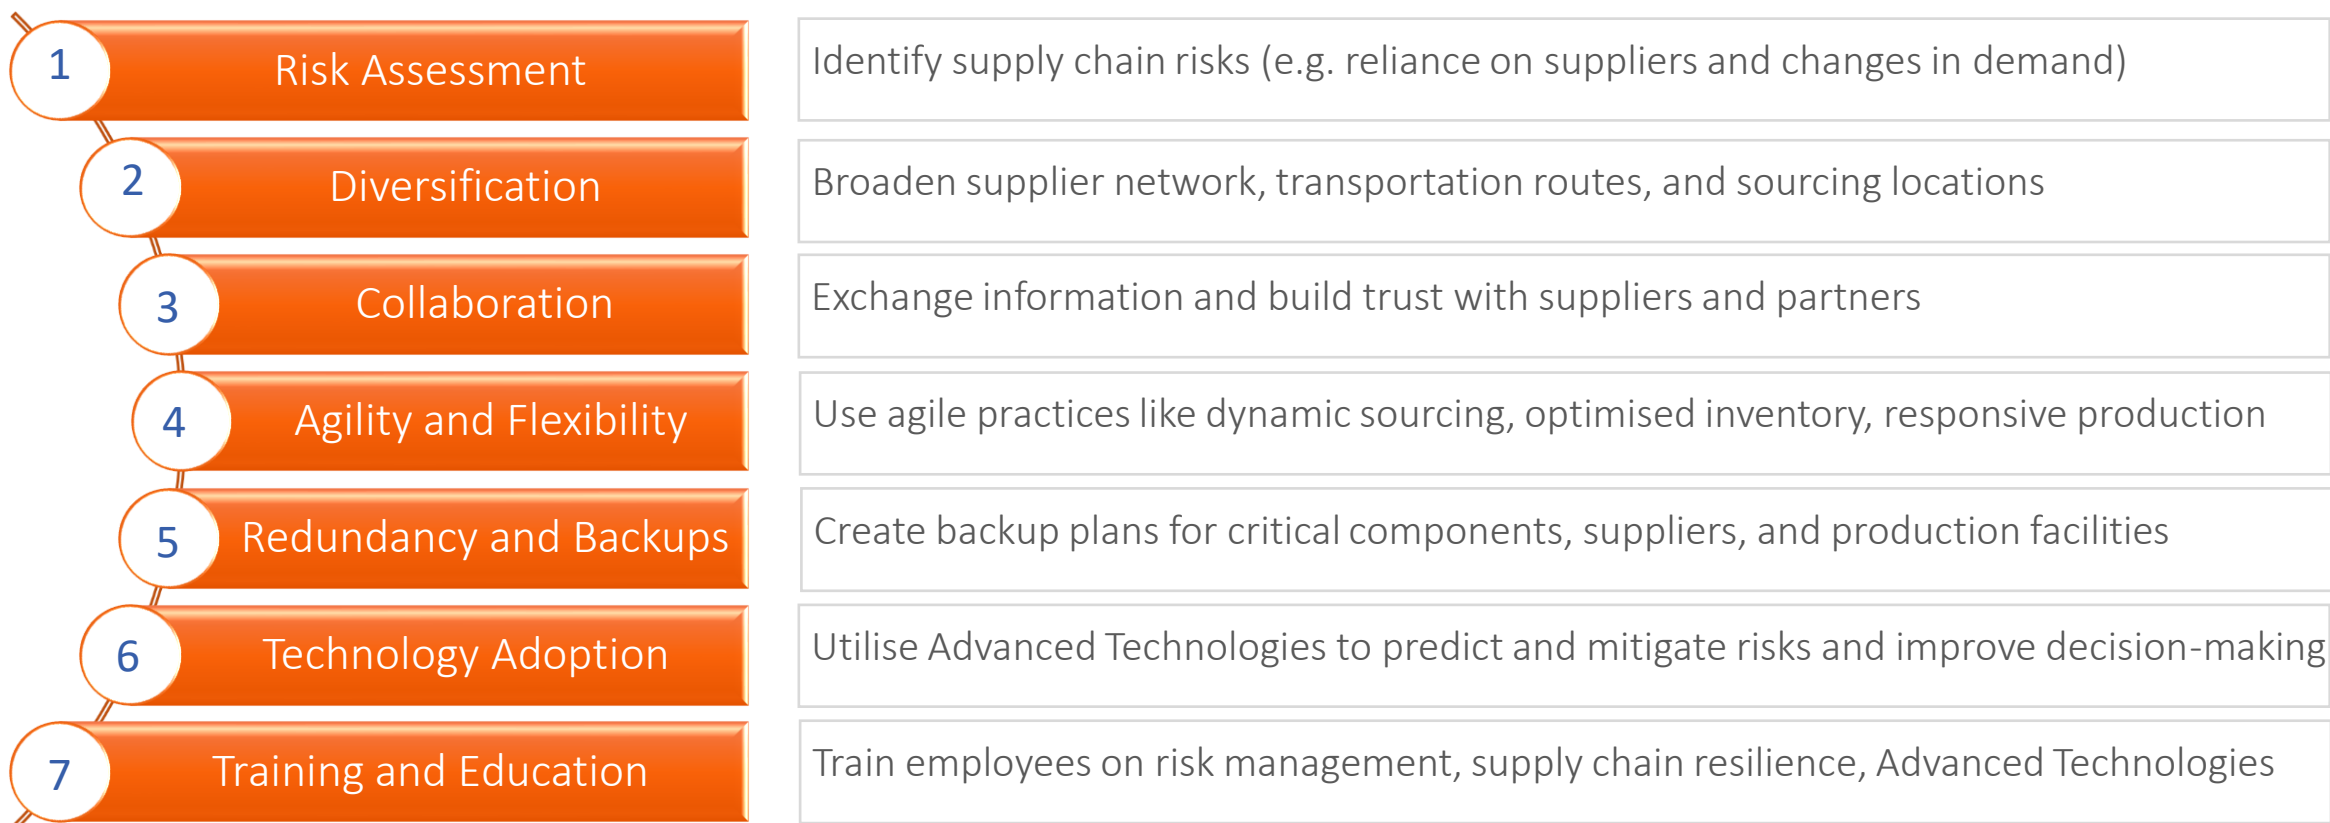 1
Risk Assessment
Identify supply chain risks (e.g. reliance on suppliers and changes in demand)
2
Diversification
Broaden supplier network, transportation routes, and sourcing locations
3
Collaboration
Exchange information and build trust with suppliers and partners
4
Agility and Flexibility
Use agile practices like dynamic sourcing, optimised inventory, responsive production
5
Redundancy and Backups
Create backup plans for critical components, suppliers, and production facilities
6
Technology Adoption
Utilise Advanced Technologies to predict and mitigate risks and improve decision-making
7
Training and Education
Train employees on risk management, supply chain resilience, Advanced Technologies